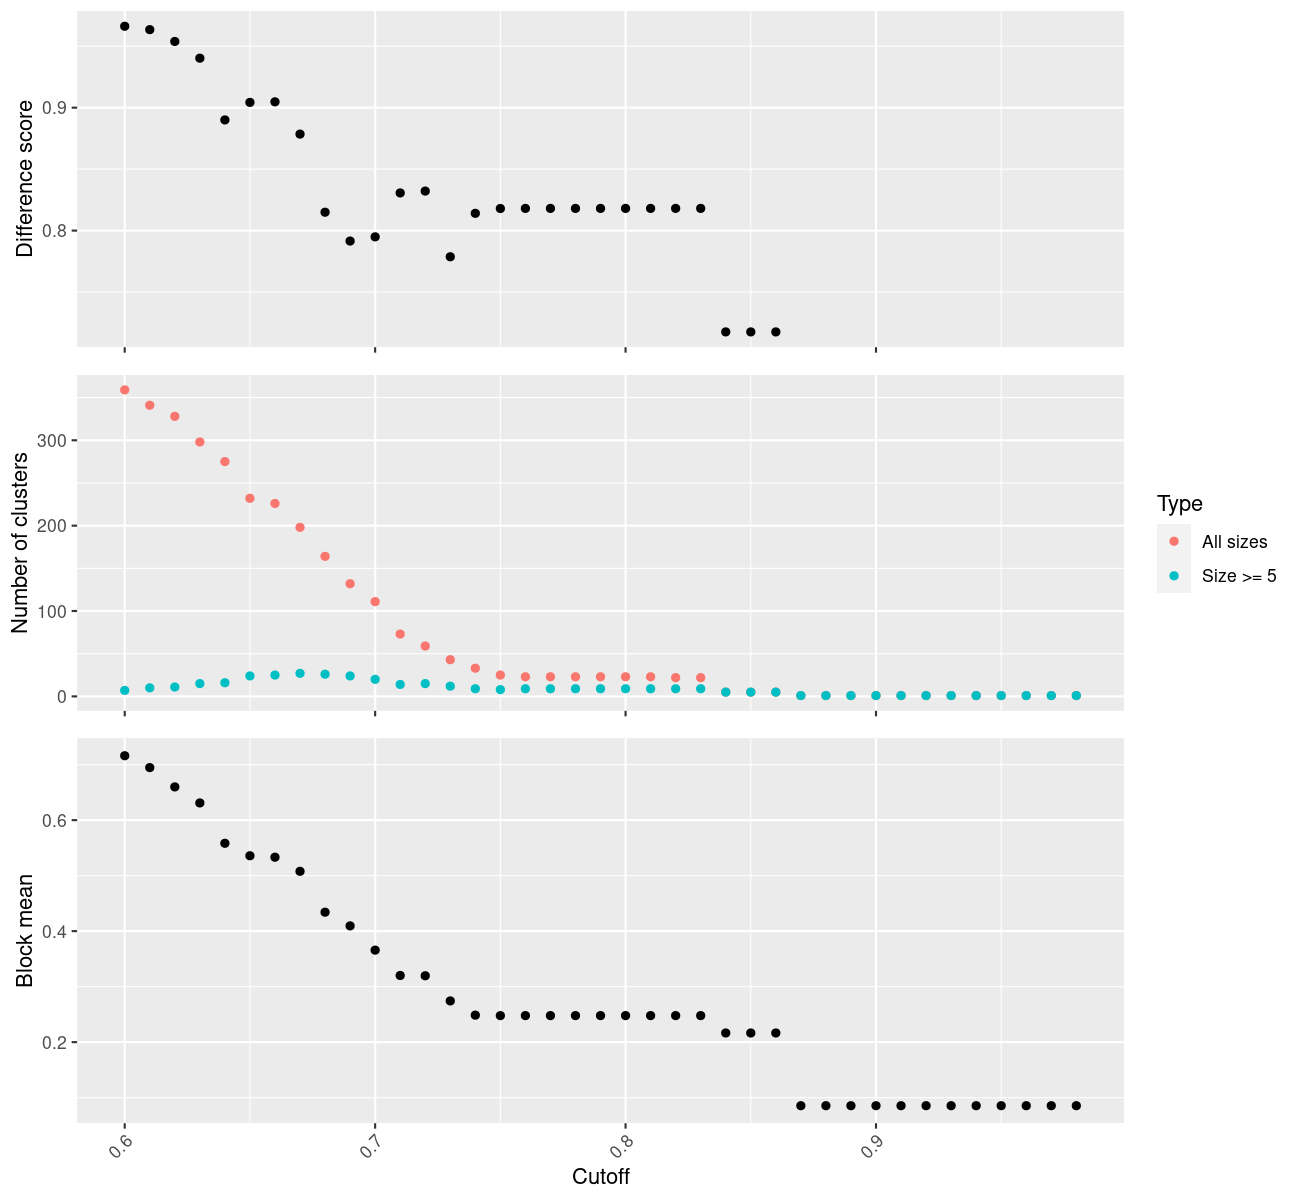 Difference score
0.9
0.8
Number of clusters
300
200
100
0
Type
All sizes
Size >= 5
Block mean
0.6
0.4
0.2
0.6
0.7
0.8
0.9
Cutoff